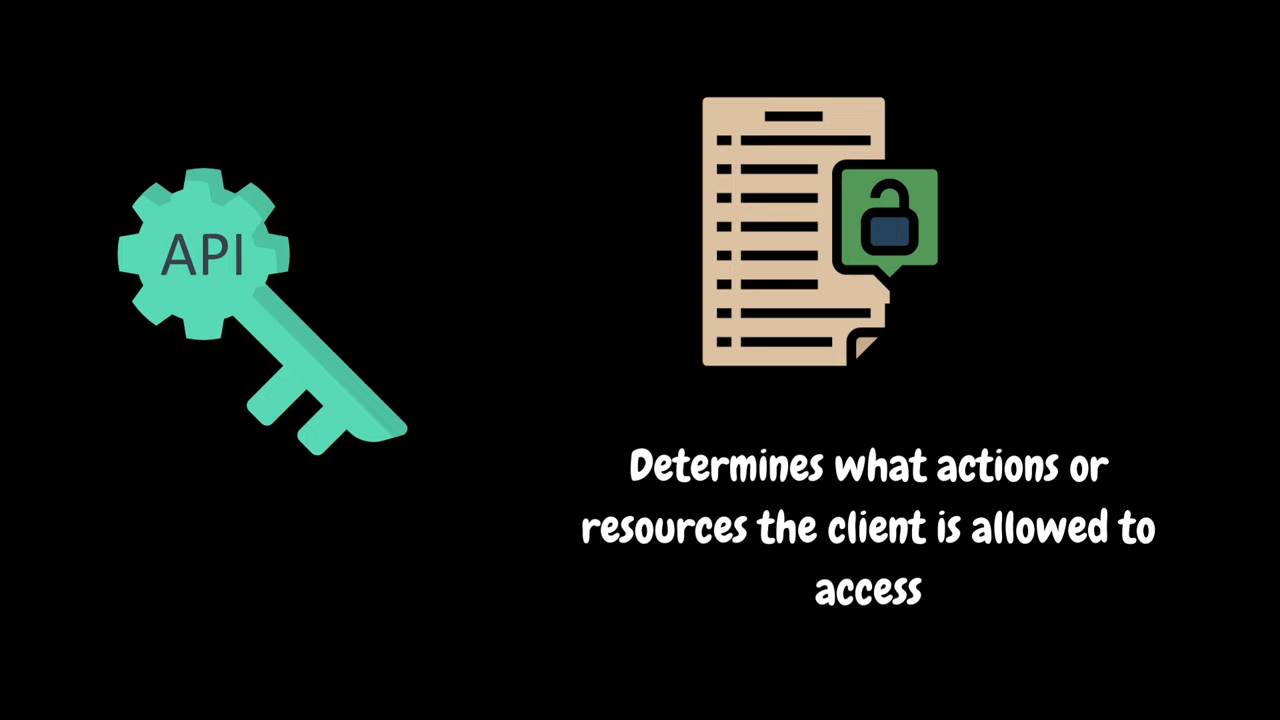 API
Determines what actions or
resources the client is allowed to
access